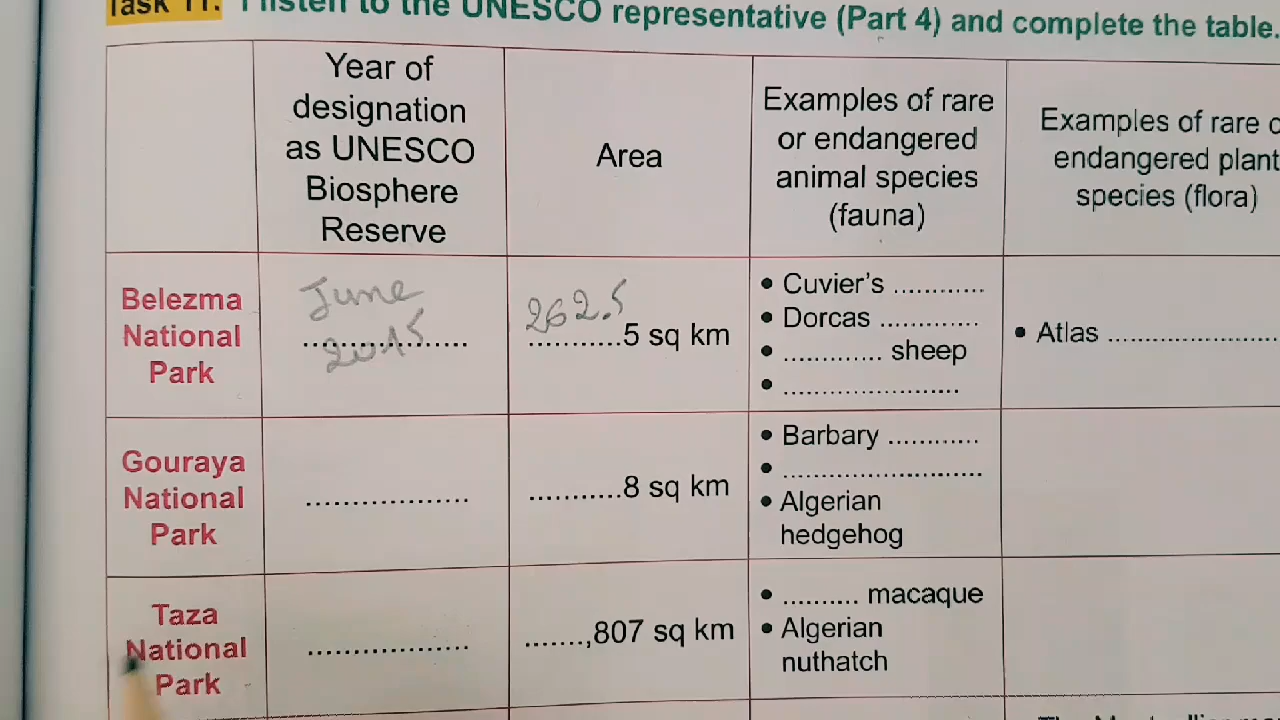 Task 11. I listen to the UNESCO representative (Part 4) and complete the table.
Year of
designation
as UNESCO
Biosphere
Reserve
Area
Examples of rare
or endangered
animal species
(fauna)
Examples of rare
endangered plant
species (flora)
Belezma
National
Park
June
2015
..................
262.5
...........5 sq km
• Cuvier's ............
• Dorcas .............
• ............. sheep
• .......................
• Atlas ......................
Gouraya
National
Park
..................
...........8 sq km
• Barbary ............
• ..........................
• Algerian
hedgehog
Taza
National
Park
..................
.......,807 sq km
• .......... macaque
• Algerian
nuthatch